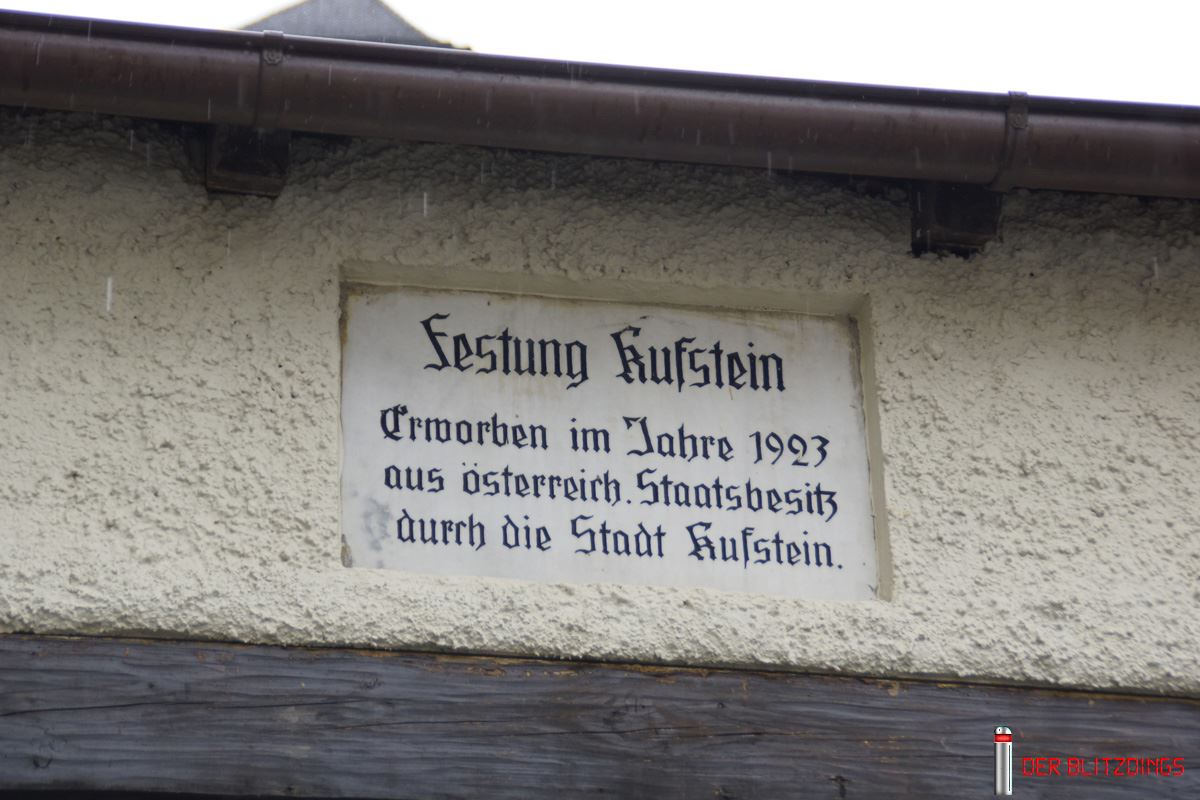 Festung Kufstein
Erworben im Jahre 1923
aus österreich. Staatsbesitz
durch die Stadt Kufstein.
DER BLITZDINGS